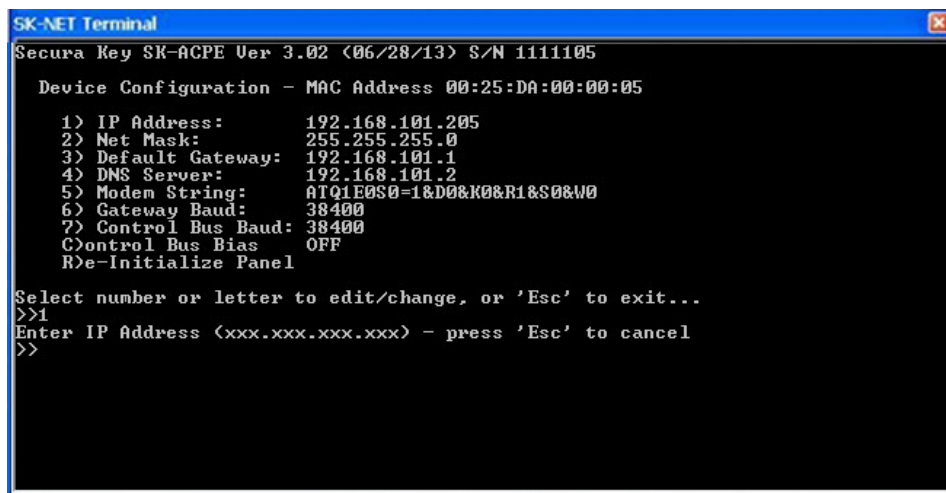 SK-NET Terminal
Secura Key SK-ACPE Ver 3.02 (06/28/13) S/N 1111105
Device Configuration - MAC Address 00:25:DA:00:00:05
1) IP Address: 192.168.101.205
2) Net Mask: 255.255.255.0
3) Default Gateway: 192.168.101.1
4) DNS Server: 192.168.101.2
5) Modem String: ATQ1E0S0=1&D0&K0&R1&S0&W0
6) Gateway Baud: 38400
7) Control Bus Baud: 38400
C)ontrol Bus Bias OFF
R)e-Initialize Panel
Select number or letter to edit/change, or 'Esc' to exit...
>>1
Enter IP Address (xxx.xxx.xxx.xxx) - press 'Esc' to cancel
>>